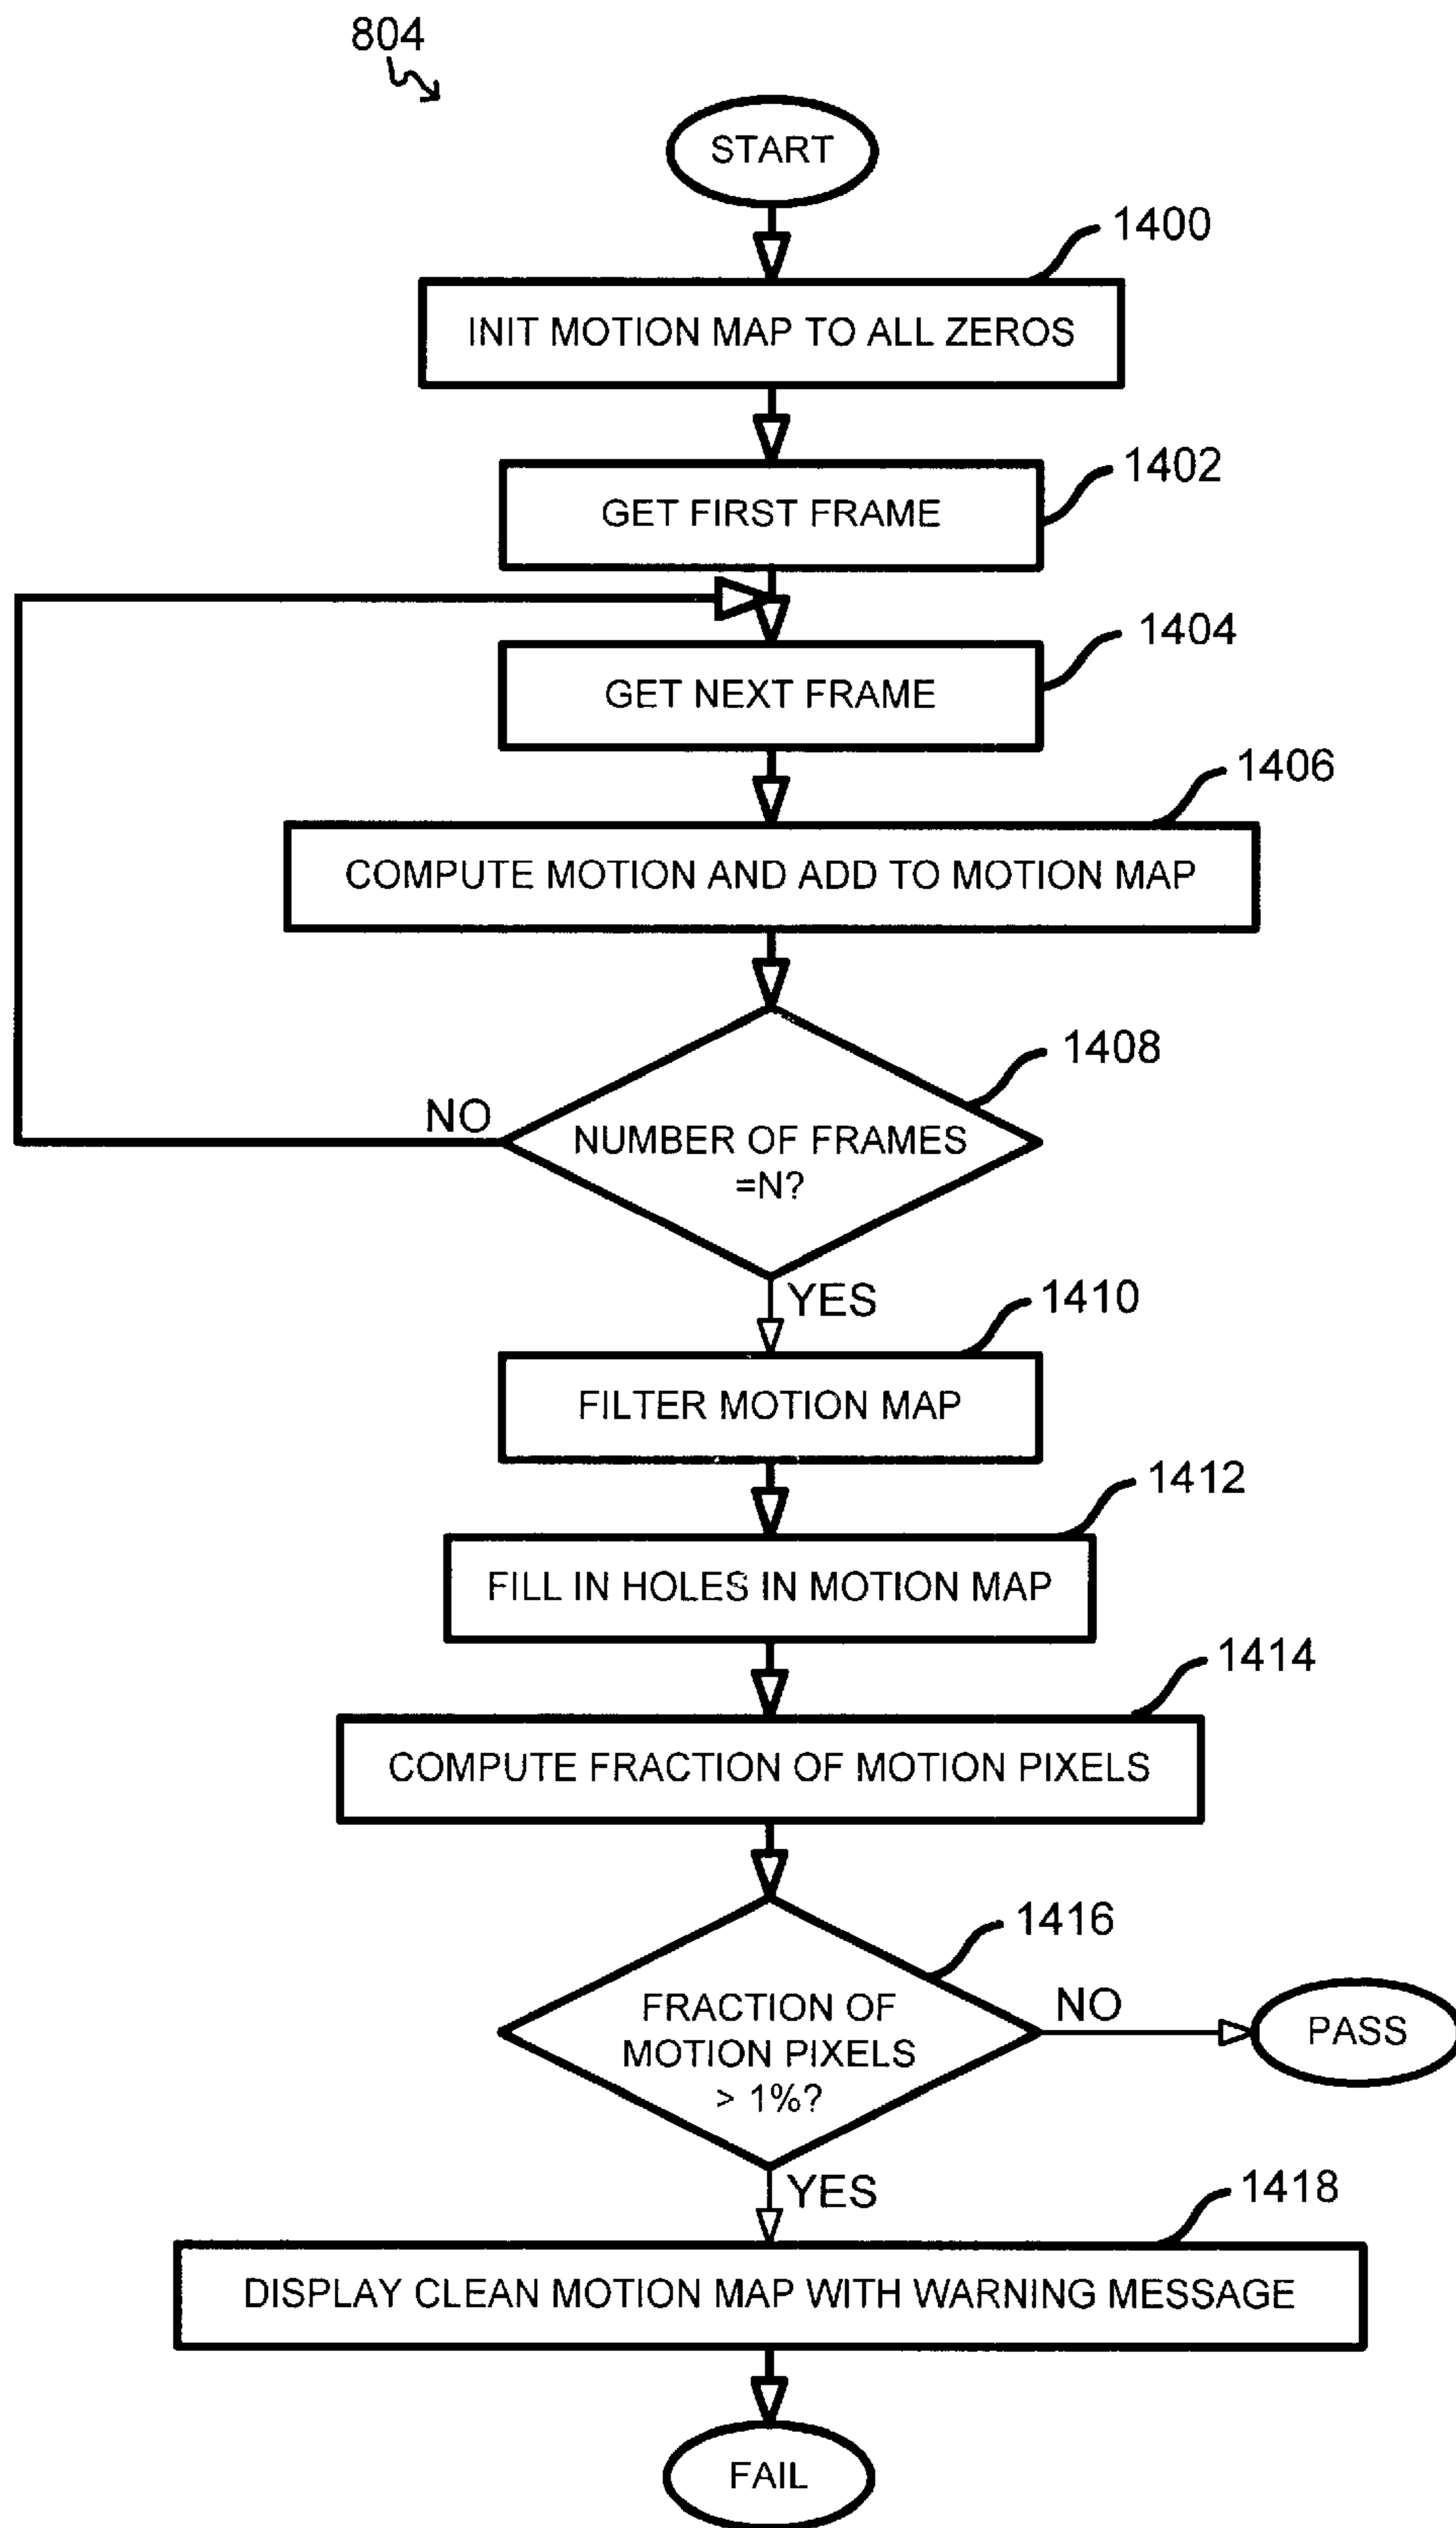 804
START
1400
INIT MOTION MAP TO ALL ZEROS
1402
GET FIRST FRAME
1404
GET NEXT FRAME
1406
COMPUTE MOTION AND ADD TO MOTION MAP
1408
NO
NUMBER OF FRAMES
=N?
YES
1410
FILTER MOTION MAP
1412
FILL IN HOLES IN MOTION MAP
1414
COMPUTE FRACTION OF MOTION PIXELS
1416
FRACTION OF
MOTION PIXELS
> 1%?
NO
PASS
YES
1418
DISPLAY CLEAN MOTION MAP WITH WARNING MESSAGE
FAIL